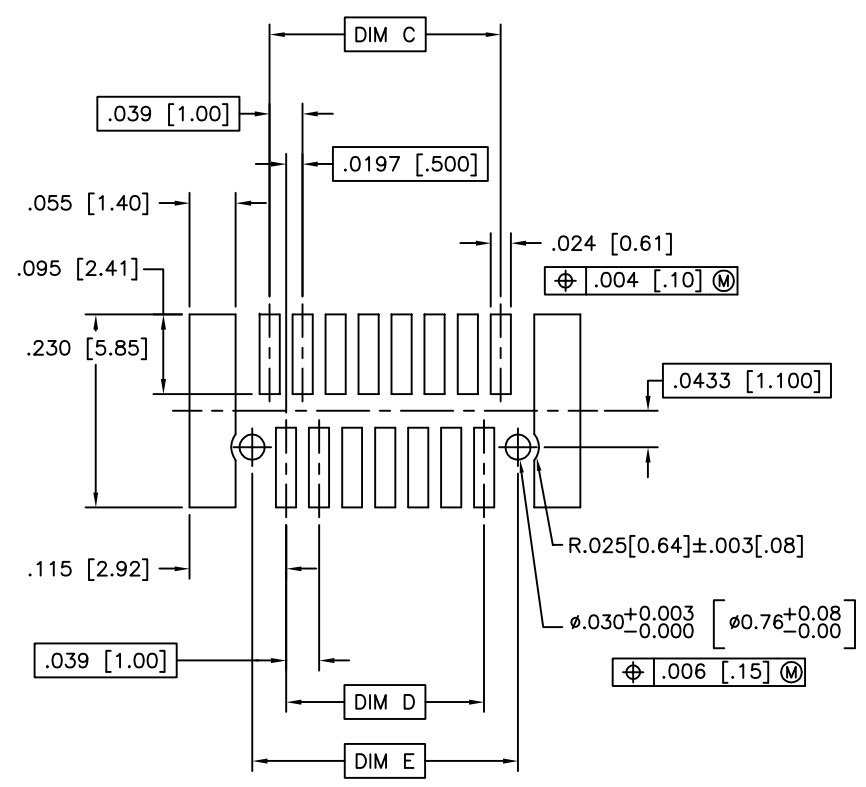 DIM C
.039 [1.00]
.0197 [.500]
.055 [1.40]
.024 [0.61]
.095 [2.41]
⌖ .004 [.10] Ⓜ
.230 [5.85]
.0433 [1.100]
R.025[0.64]±.003[.08]
.115 [2.92]
ø.030+0.003 -0.000 [ø0.76+0.08 -0.00]
.039 [1.00]
⌖ .006 [.15] Ⓜ
DIM D
DIM E